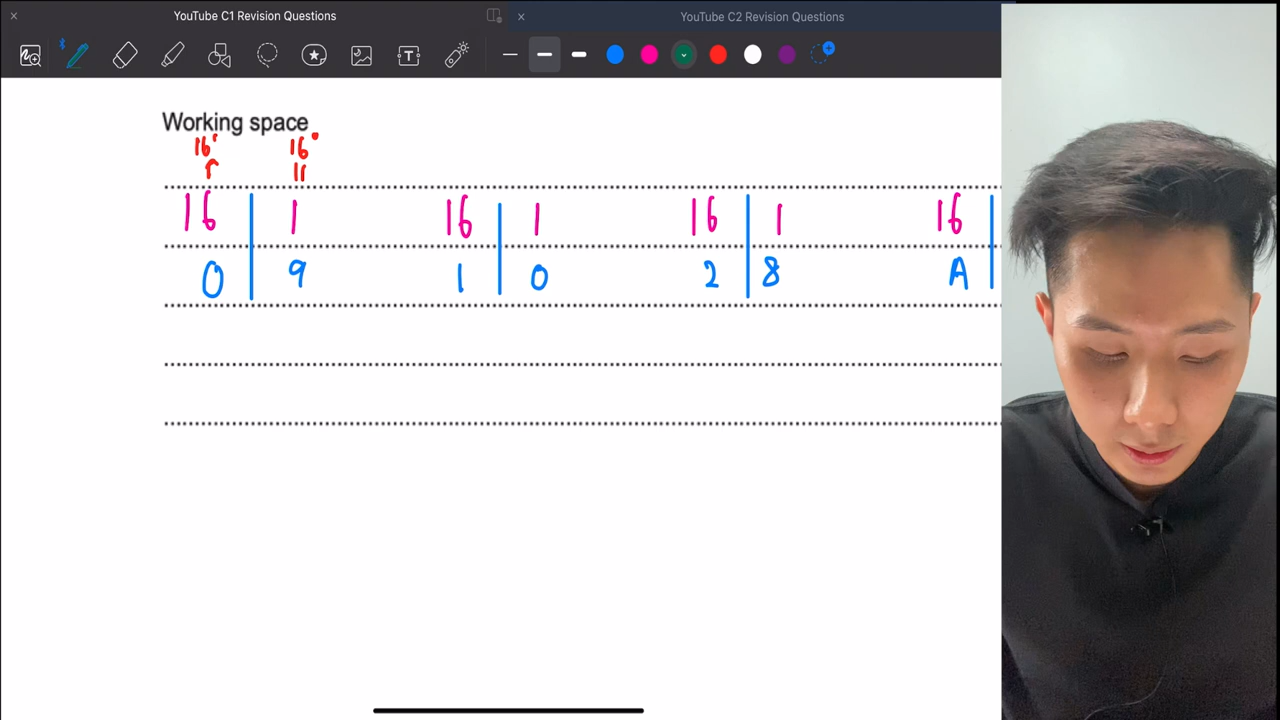 YouTube C1 Revision Questions YouTube C2 Revision Questions
Working space
16¹ 16⁰
16 1 16 1 16 1 16
0 9 1 0 2 8 A